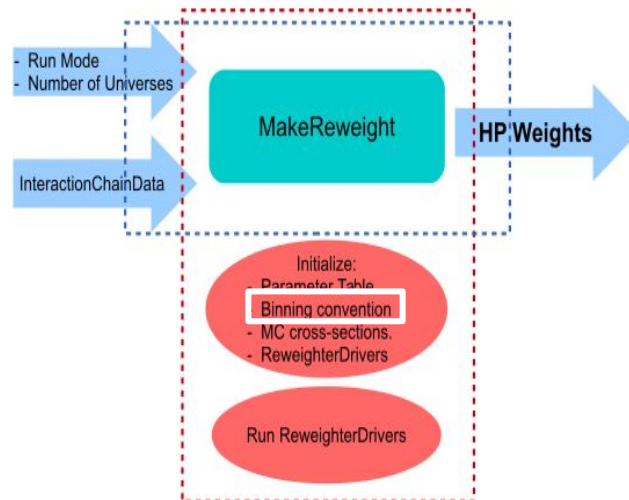 - Run Mode
- Number of Universes
MakeReweight
HP Weights
InteractionChainData
Initialize:
- Parameter Table
- Binning convention
- MC cross-sections.
- ReweighterDrivers
Run ReweighterDrivers